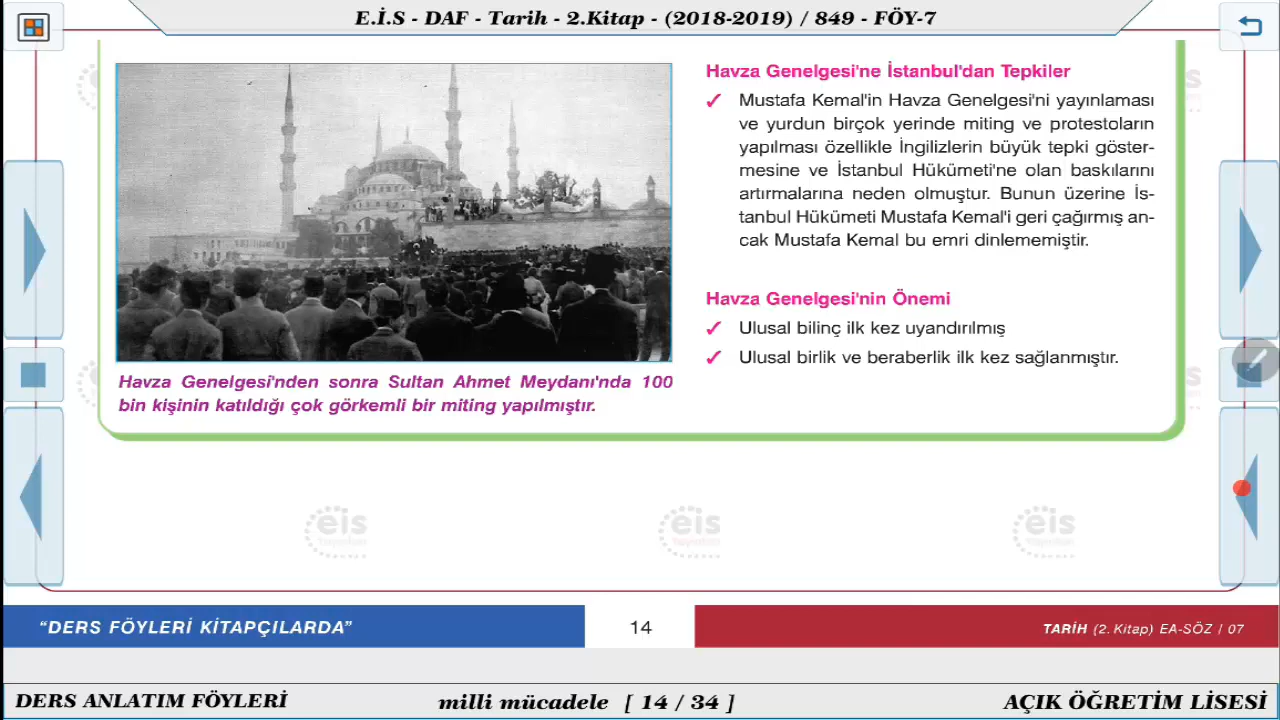 E.İ.S - DAF - Tarih - 2.Kitap - (2018-2019) / 849 - FÖY-7
Havza Genelgesi'nden sonra Sultan Ahmet Meydanı'nda 100
bin kişinin katıldığı çok görkemli bir miting yapılmıştır.
Havza Genelgesi'ne İstanbul'dan Tepkiler
✓ Mustafa Kemal'in Havza Genelgesi'ni yayınlaması
ve yurdun birçok yerinde miting ve protestoların
yapılması özellikle İngilizlerin büyük tepki göster-
mesine ve İstanbul Hükümeti'ne olan baskılarını
artırmalarına neden olmuştur. Bunun üzerine İs-
tanbul Hükümeti Mustafa Kemal'i geri çağırmış an-
cak Mustafa Kemal bu emri dinlememiştir.
Havza Genelgesi'nin Önemi
✓ Ulusal bilinç ilk kez uyandırılmış
✓ Ulusal birlik ve beraberlik ilk kez sağlanmıştır.
eis
eis
eis
“DERS FÖYLERİ KİTAPÇILARDA”
14
TARİH (2. Kitap) EA-SÖZ / 07
DERS ANLATIM FÖYLERİ
milli mücadele [ 14 / 34 ]
AÇIK ÖĞRETİM LİSESİ